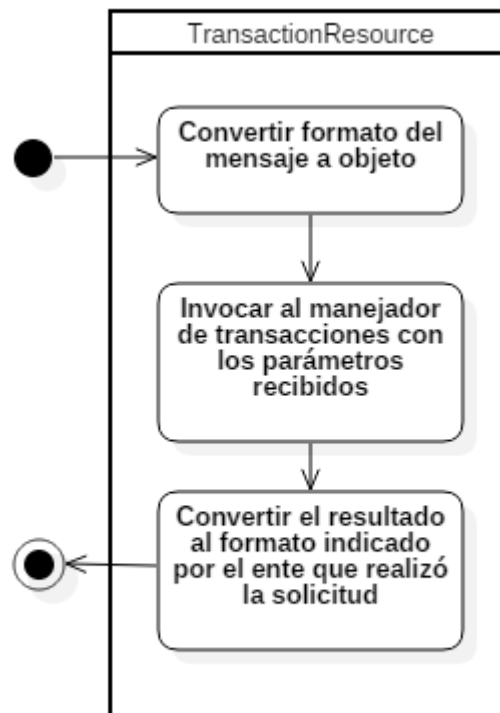 TransactionResource
Convertir formato del
mensaje a objeto
Invocar al manejador
de transacciones con
los parámetros
recibidos
Convertir el resultado
al formato indicado
por el ente que realizó
la solicitud